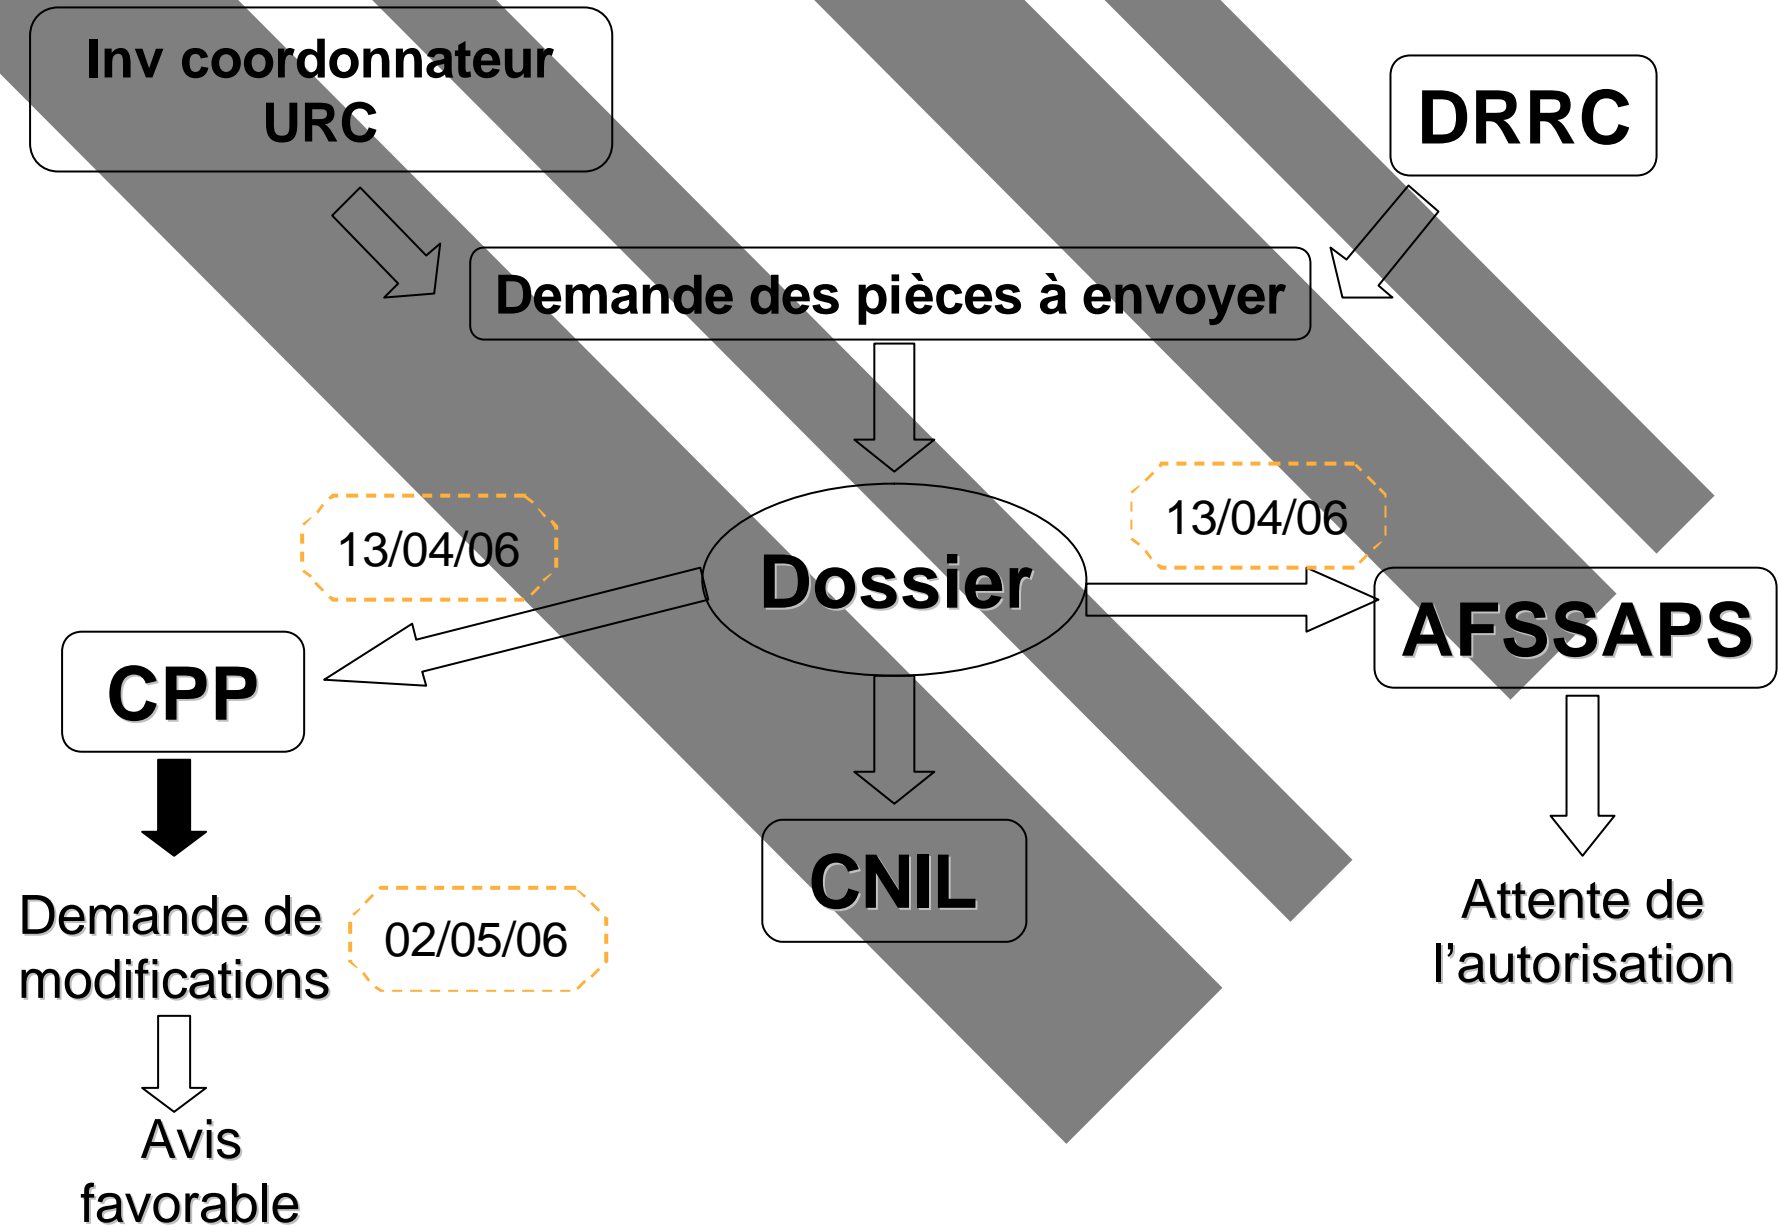 Inv coordonnateur
URC
DRRC
Demande des pièces à envoyer
13/04/06
13/04/06
Dossier
AFSSAPS
CPP
CNIL
Demande de
modifications
02/05/06
Attente de
l’autorisation
Avis
favorable